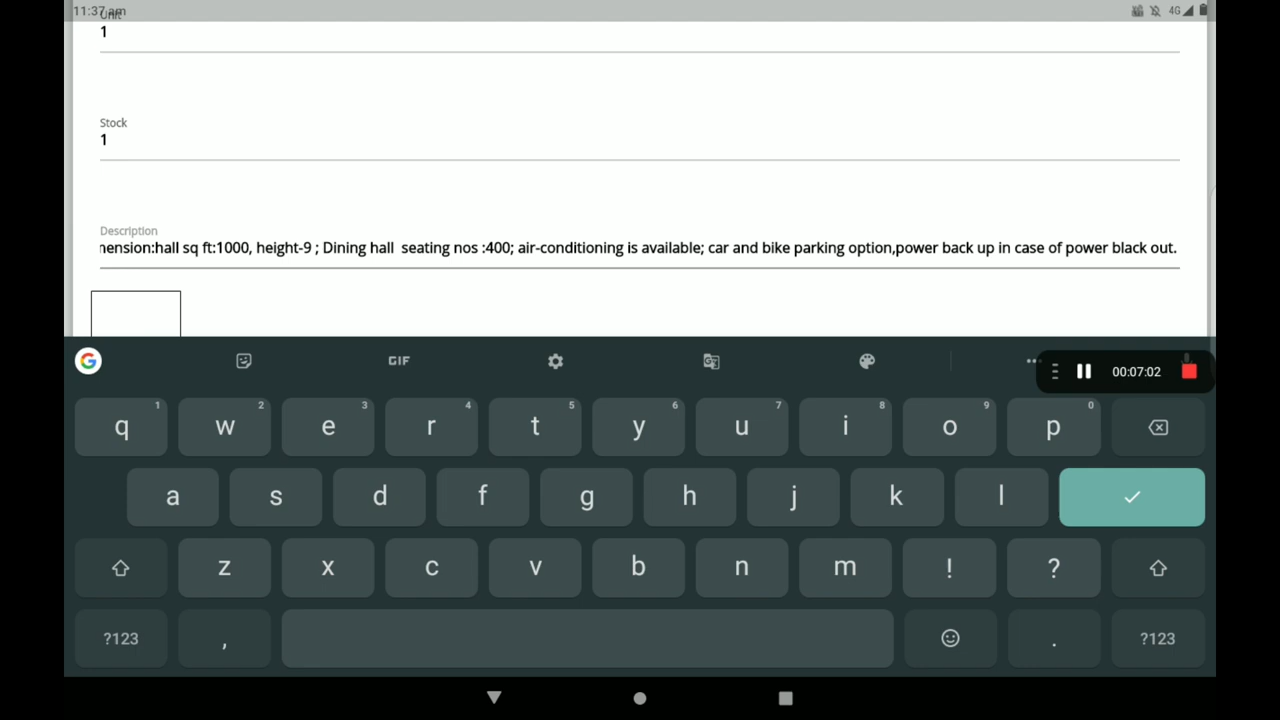 11:37 am
4G
Unit
1
Stock
1
Description
nension:hall sq ft:1000, height-9 ; Dining hall  seating nos :400; air-conditioning is available; car and bike parking option,power back up in case of power black out.
G
GIF
00:07:02
q 1 w 2 e 3 r 4 t 5 y 6 u 7 i 8 o 9 p 0
a s d f g h j k l
z x c v b n m ! ?
?123 , . ?123